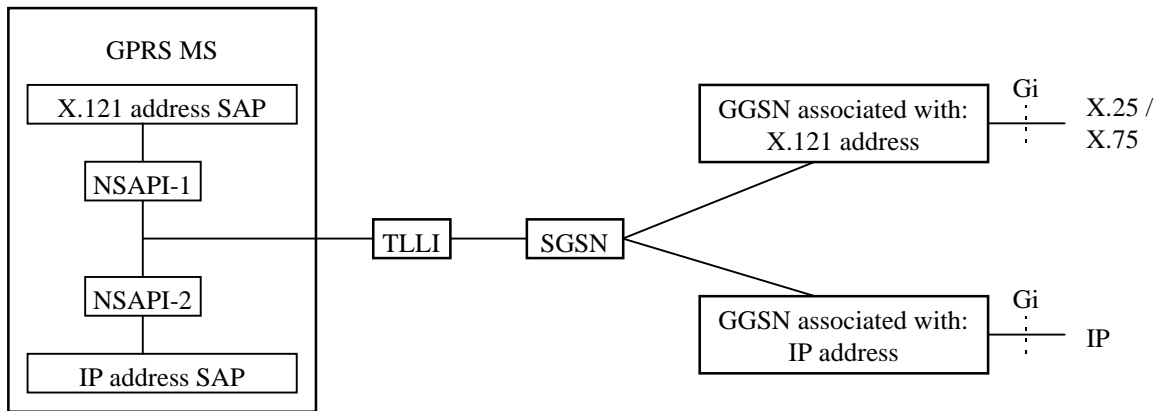 GPRS MS
X.121 address SAP
NSAPI-1
NSAPI-2
IP address SAP
TLLI
SGSN
GGSN associated with:
X.121 address
Gi
X.25 /
X.75
GGSN associated with:
IP address
Gi
IP